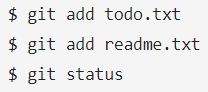 $ git add todo.txt
$ git add readme.txt
$ git status